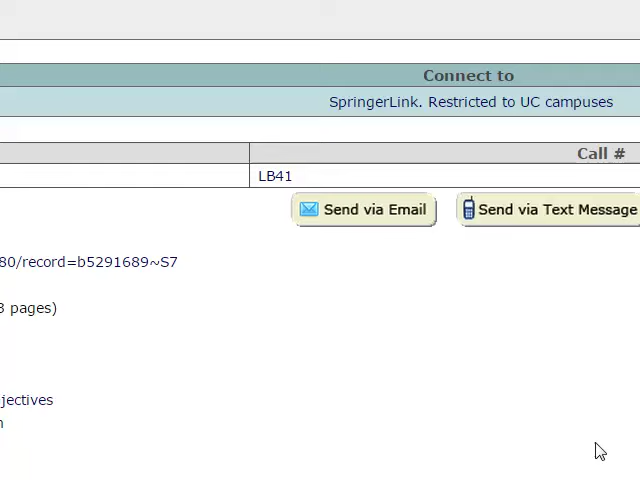 Connect to
SpringerLink. Restricted to UC campuses
Call #
LB41
Send via Email
Send via Text Message
80/record=b5291689~S7
pages)
jectives